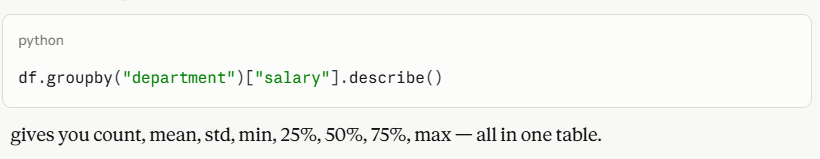 python
df.groupby("department")["salary"].describe()
gives you count, mean, std, min, 25%, 50%, 75%, max — all in one table.